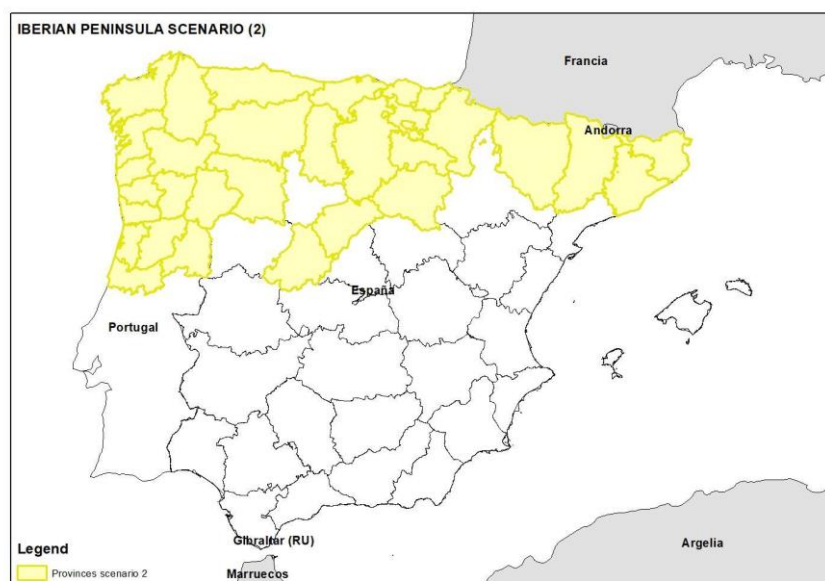 IBERIAN PENINSULA SCENARIO (2)
Francia
Andorra
España
Portugal
Gibraltar (RU)
Argelia
Marruecos
Legend
Provinces scenario 2